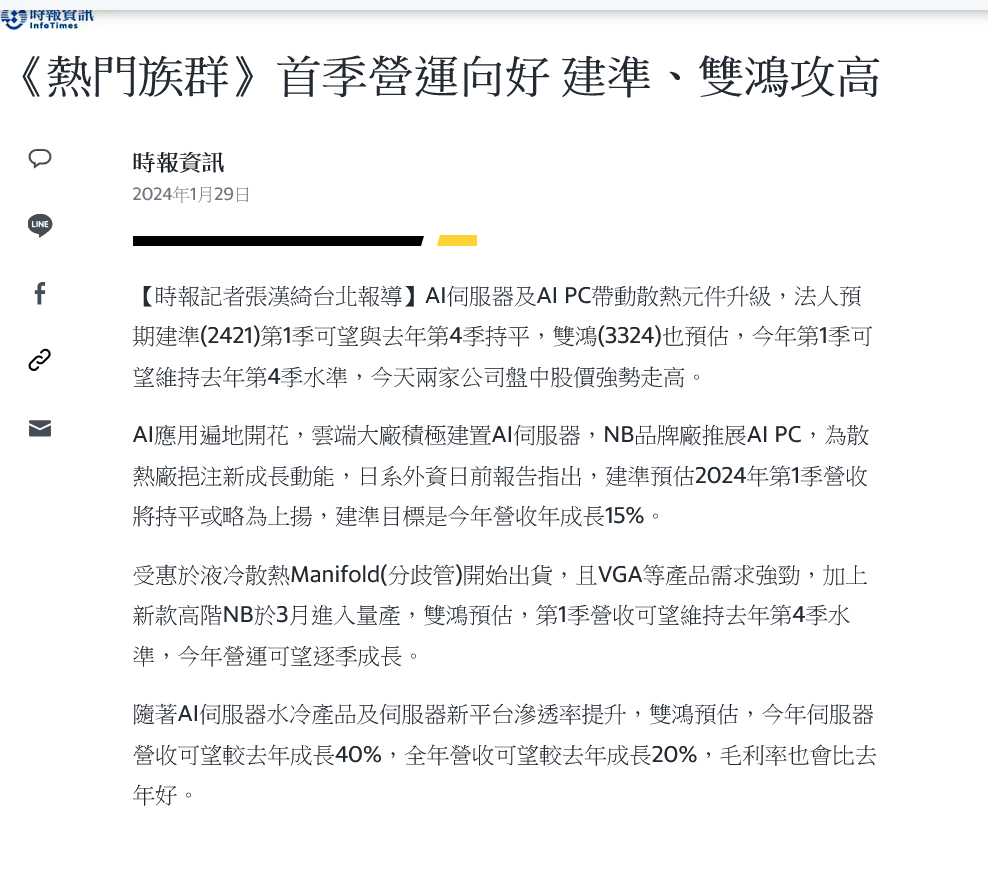 時報資訊
InfoTimes
《熱門族群》首季營運向好 建準、雙鴻攻高
時報資訊
2024年1月29日
LINE
【時報記者張漢綺台北報導】AI伺服器及AI PC帶動散熱元件升級，法人預
期建準(2421)第1季可望與去年第4季持平，雙鴻(3324)也預估，今年第1季可
望維持去年第4季水準，今天兩家公司盤中股價強勢走高。
AI應用遍地開花，雲端大廠積極建置AI伺服器，NB品牌廠推展AI PC，為散
熱廠挹注新成長動能，日系外資日前報告指出，建準預估2024年第1季營收
將持平或略為上揚，建準目標是今年營收年成長15%。
受惠於液冷散熱Manifold(分歧管)開始出貨，且VGA等產品需求強勁，加上
新款高階NB於3月進入量產，雙鴻預估，第1季營收可望維持去年第4季水
準，今年營運可望逐季成長。
隨著AI伺服器水冷產品及伺服器新平台滲透率提升，雙鴻預估，今年伺服器
營收可望較去年成長40%，全年營收可望較去年成長20%，毛利率也會比去
年好。